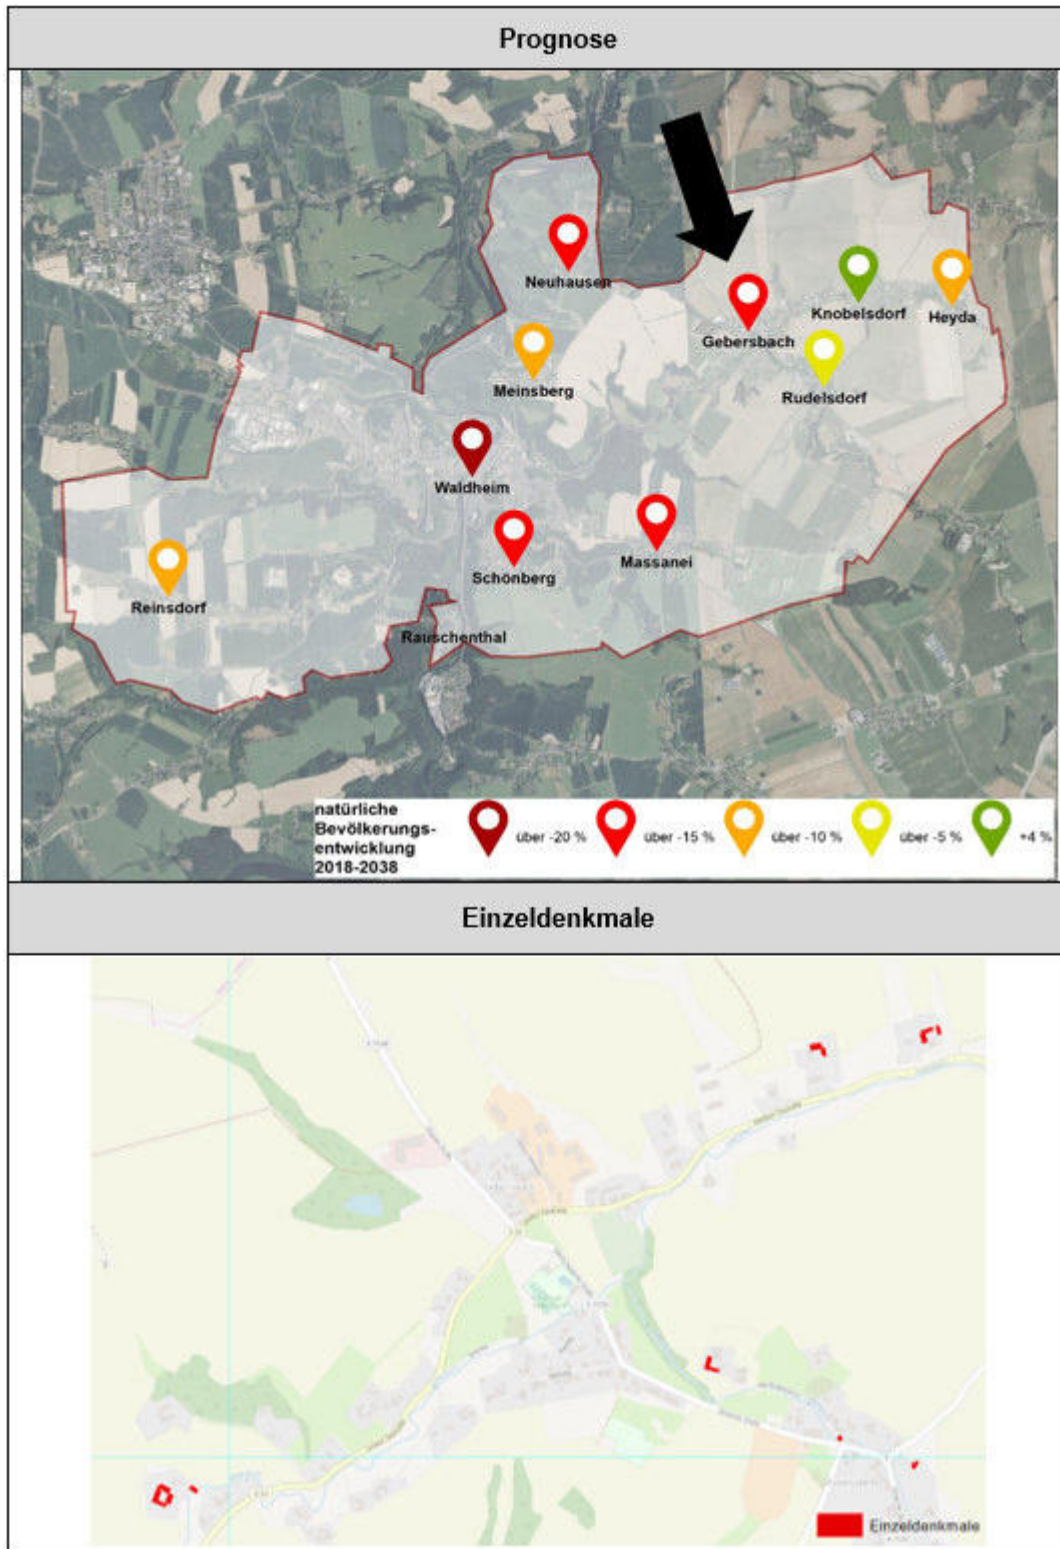 Prognose
Neuhausen
Knobelsdorf
Heyda
Gebersbach
Meinsberg
Rudelsdorf
Waldheim
Schönberg
Massanei
Reinsdorf
Rauschenthal
natürliche
Bevölkerungs-
entwicklung
2018-2038
über -20 %
über -15 %
über -10 %
über -5 %
+4 %
Einzeldenkmale
Einzeldenkmale